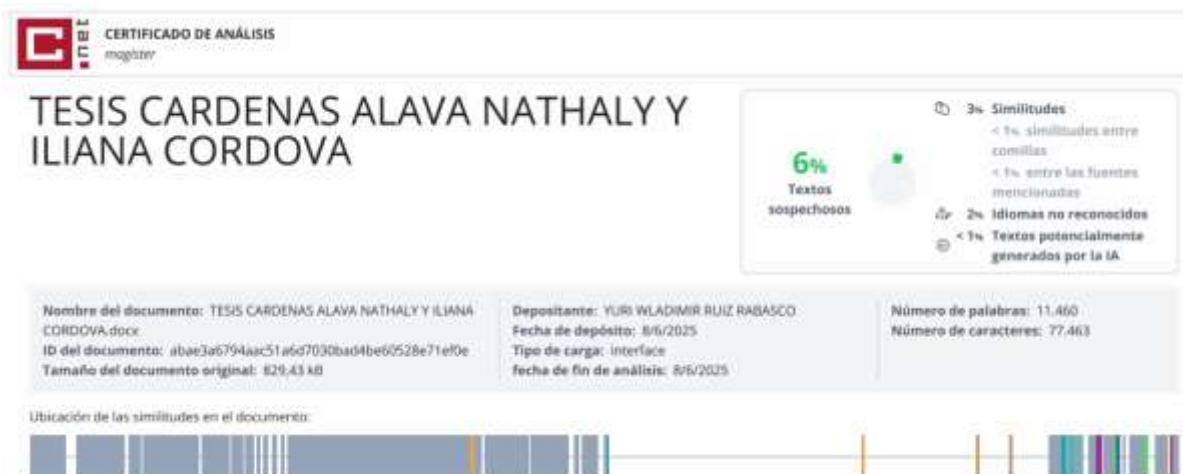 C
.net
CERTIFICADO DE ANÁLISIS
magister
TESIS CARDENAS ALAVA NATHALY Y
ILIANA CORDOVA
6%
Textos
sospechosos
3% Similitudes
< 1% similitudes entre
comillas
< 1% entre las fuentes
mencionadas
2% Idiomas no reconocidos
< 1% Textos potencialmente
generados por la IA
Nombre del documento: TESIS CARDENAS ALAVA NATHALY Y ILIANA
CORDOVA.docx
ID del documento: abae3a6794aac51a6d7030bad4be60528e71ef0e
Tamaño del documento original: 829,43 kB
Depositante: YURI WLADIMIR RUIZ RABASCO
Fecha de depósito: 8/6/2025
Tipo de carga: interface
fecha de fin de análisis: 8/6/2025
Número de palabras: 11.460
Número de caracteres: 77.463
Ubicación de las similitudes en el documento: